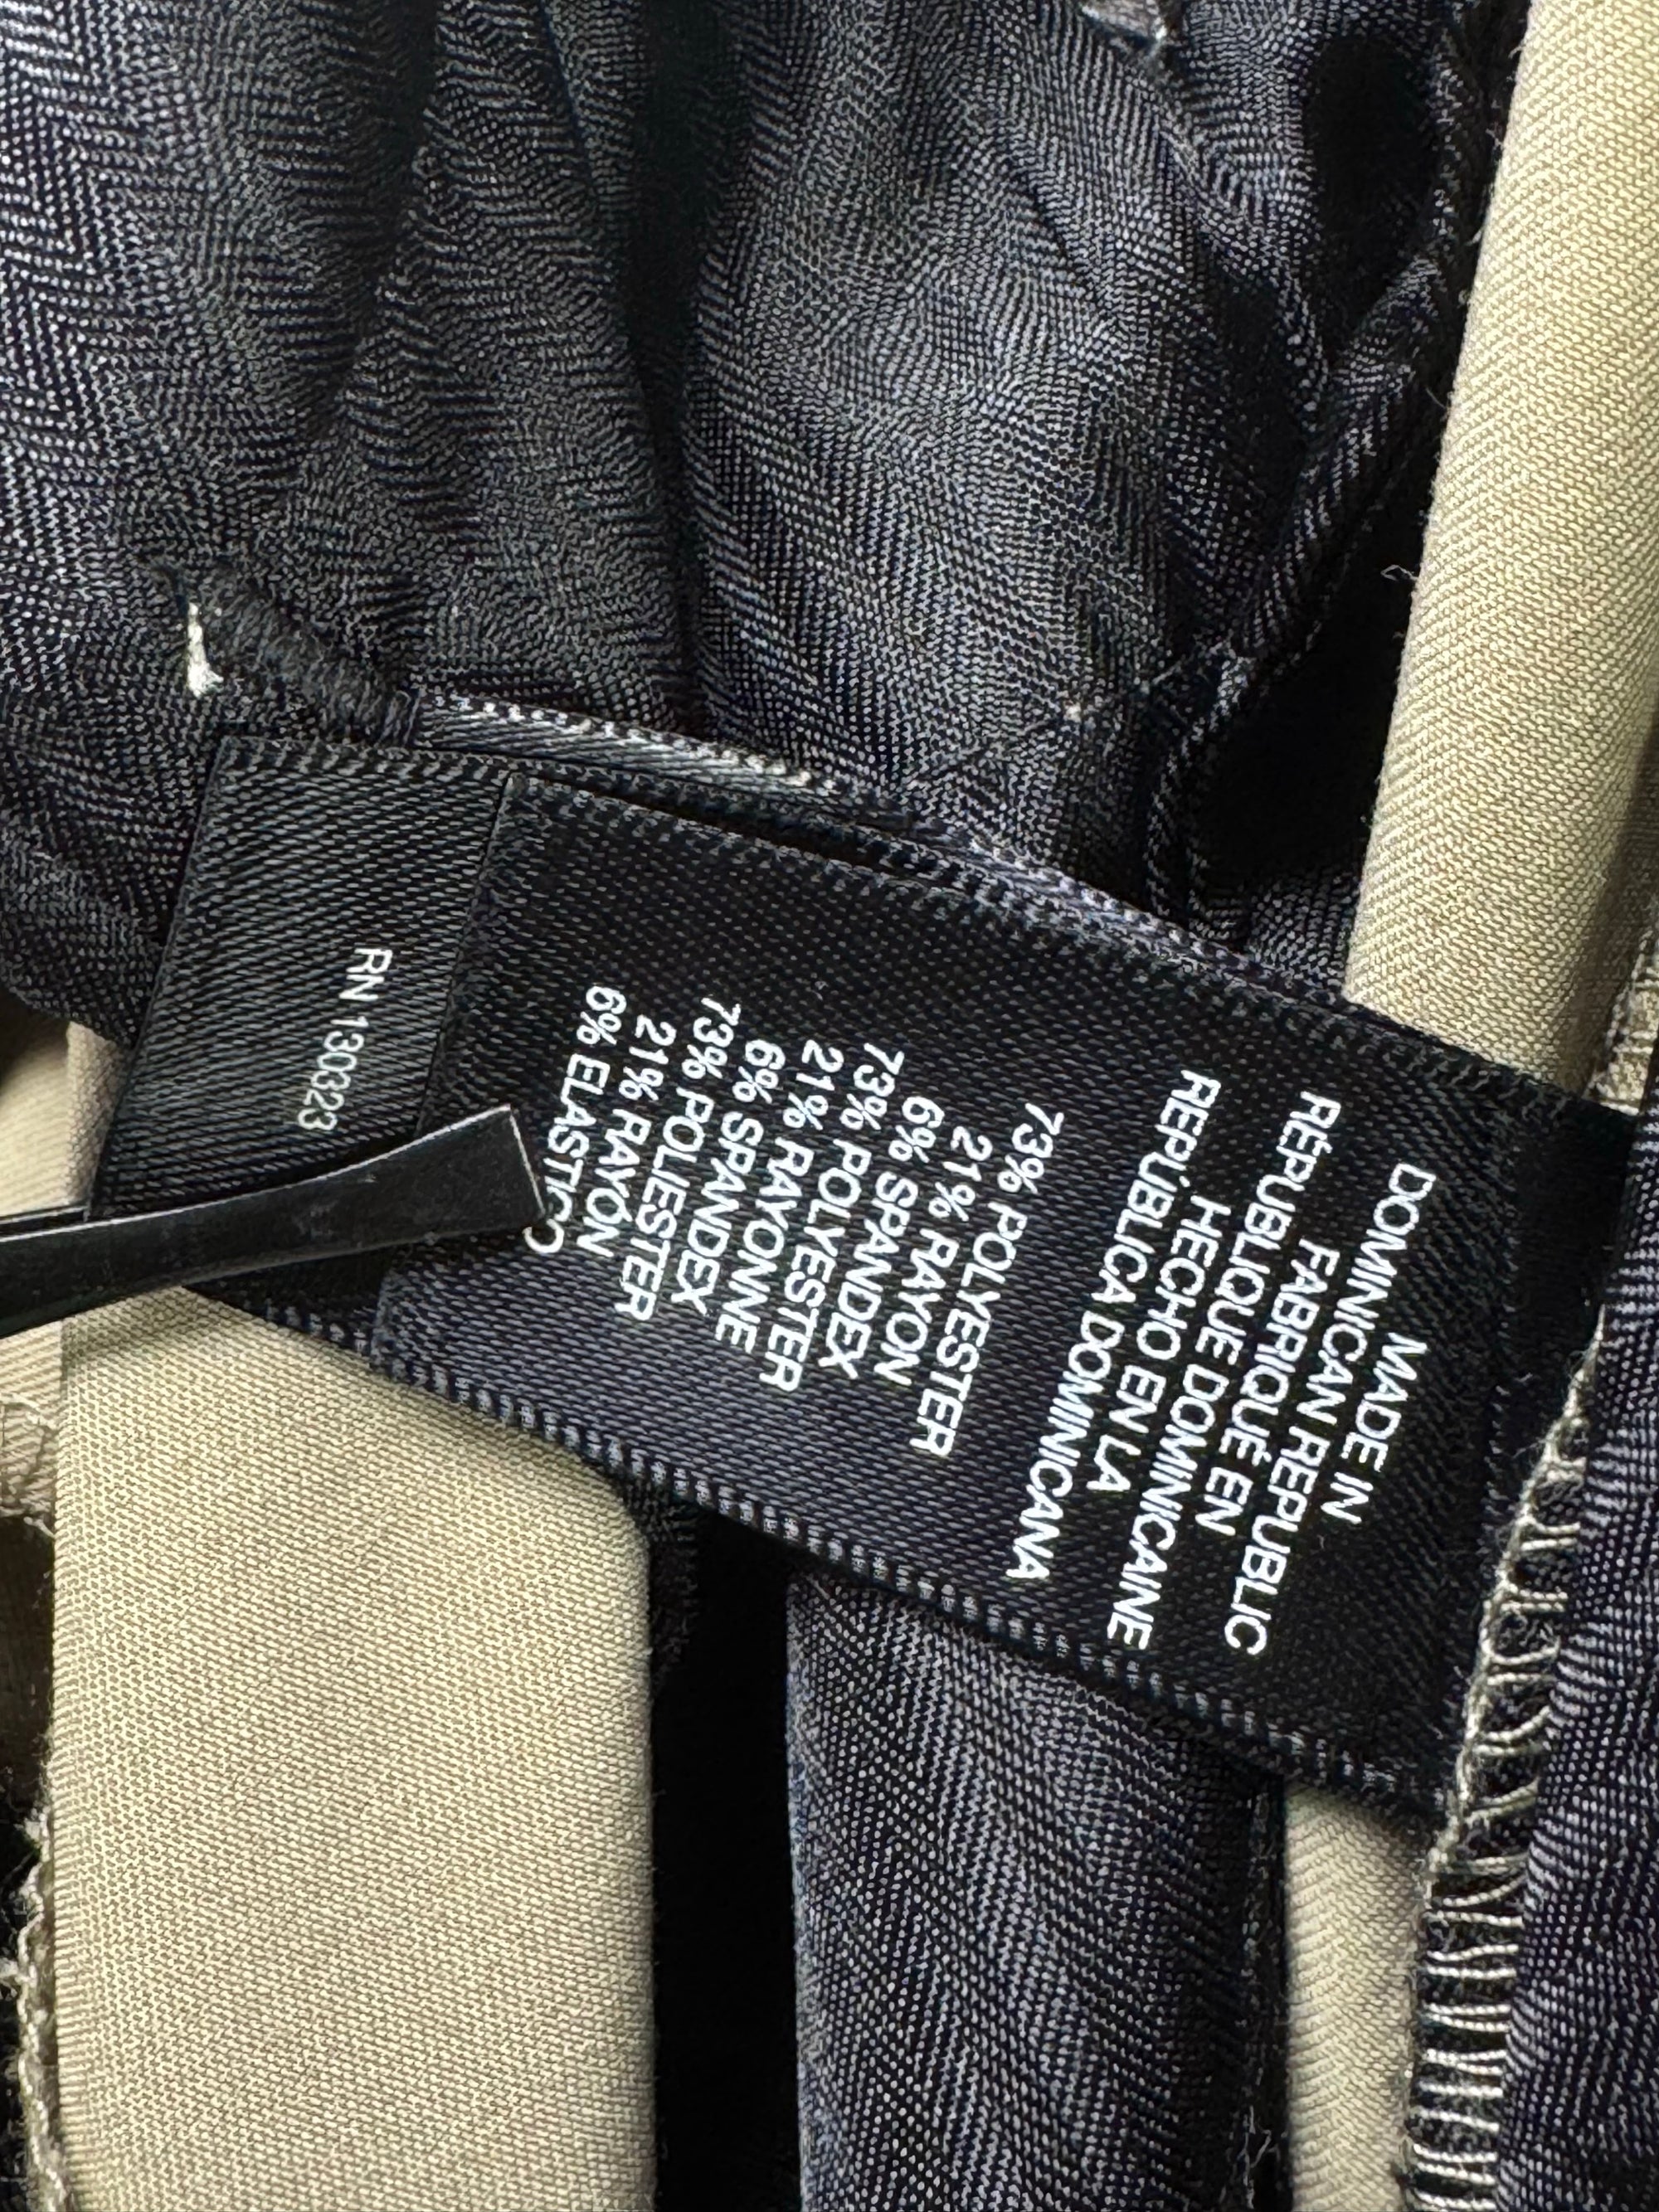 MADE IN
DOMINICAN REPUBLIC
FABRIQUÉ EN
RÉPUBLIQUE DOMINICAINE
HECHO EN LA
REPÚBLICA DOMINICANA
73% POLYESTER
21% RAYON
6% SPANDEX
73% POLYESTER
21% RAYONNE
6% SPANDEX
73% POLIESTER
21% RAYÓN
6% ELASTICO
RN 130323